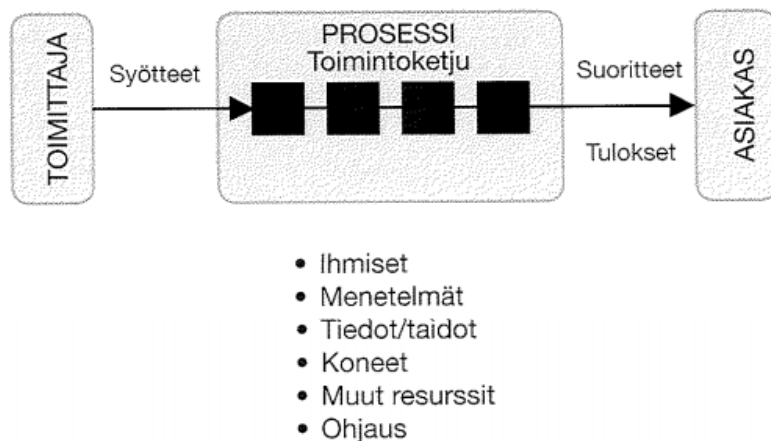 TOIMITTAJA
Syötteet
PROSESSI
Toimintoketju
Suoritteet
Tulokset
ASIAKAS
• Ihmiset
• Menetelmät
• Tiedot/taidot
• Koneet
• Muut resurssit
• Ohjaus